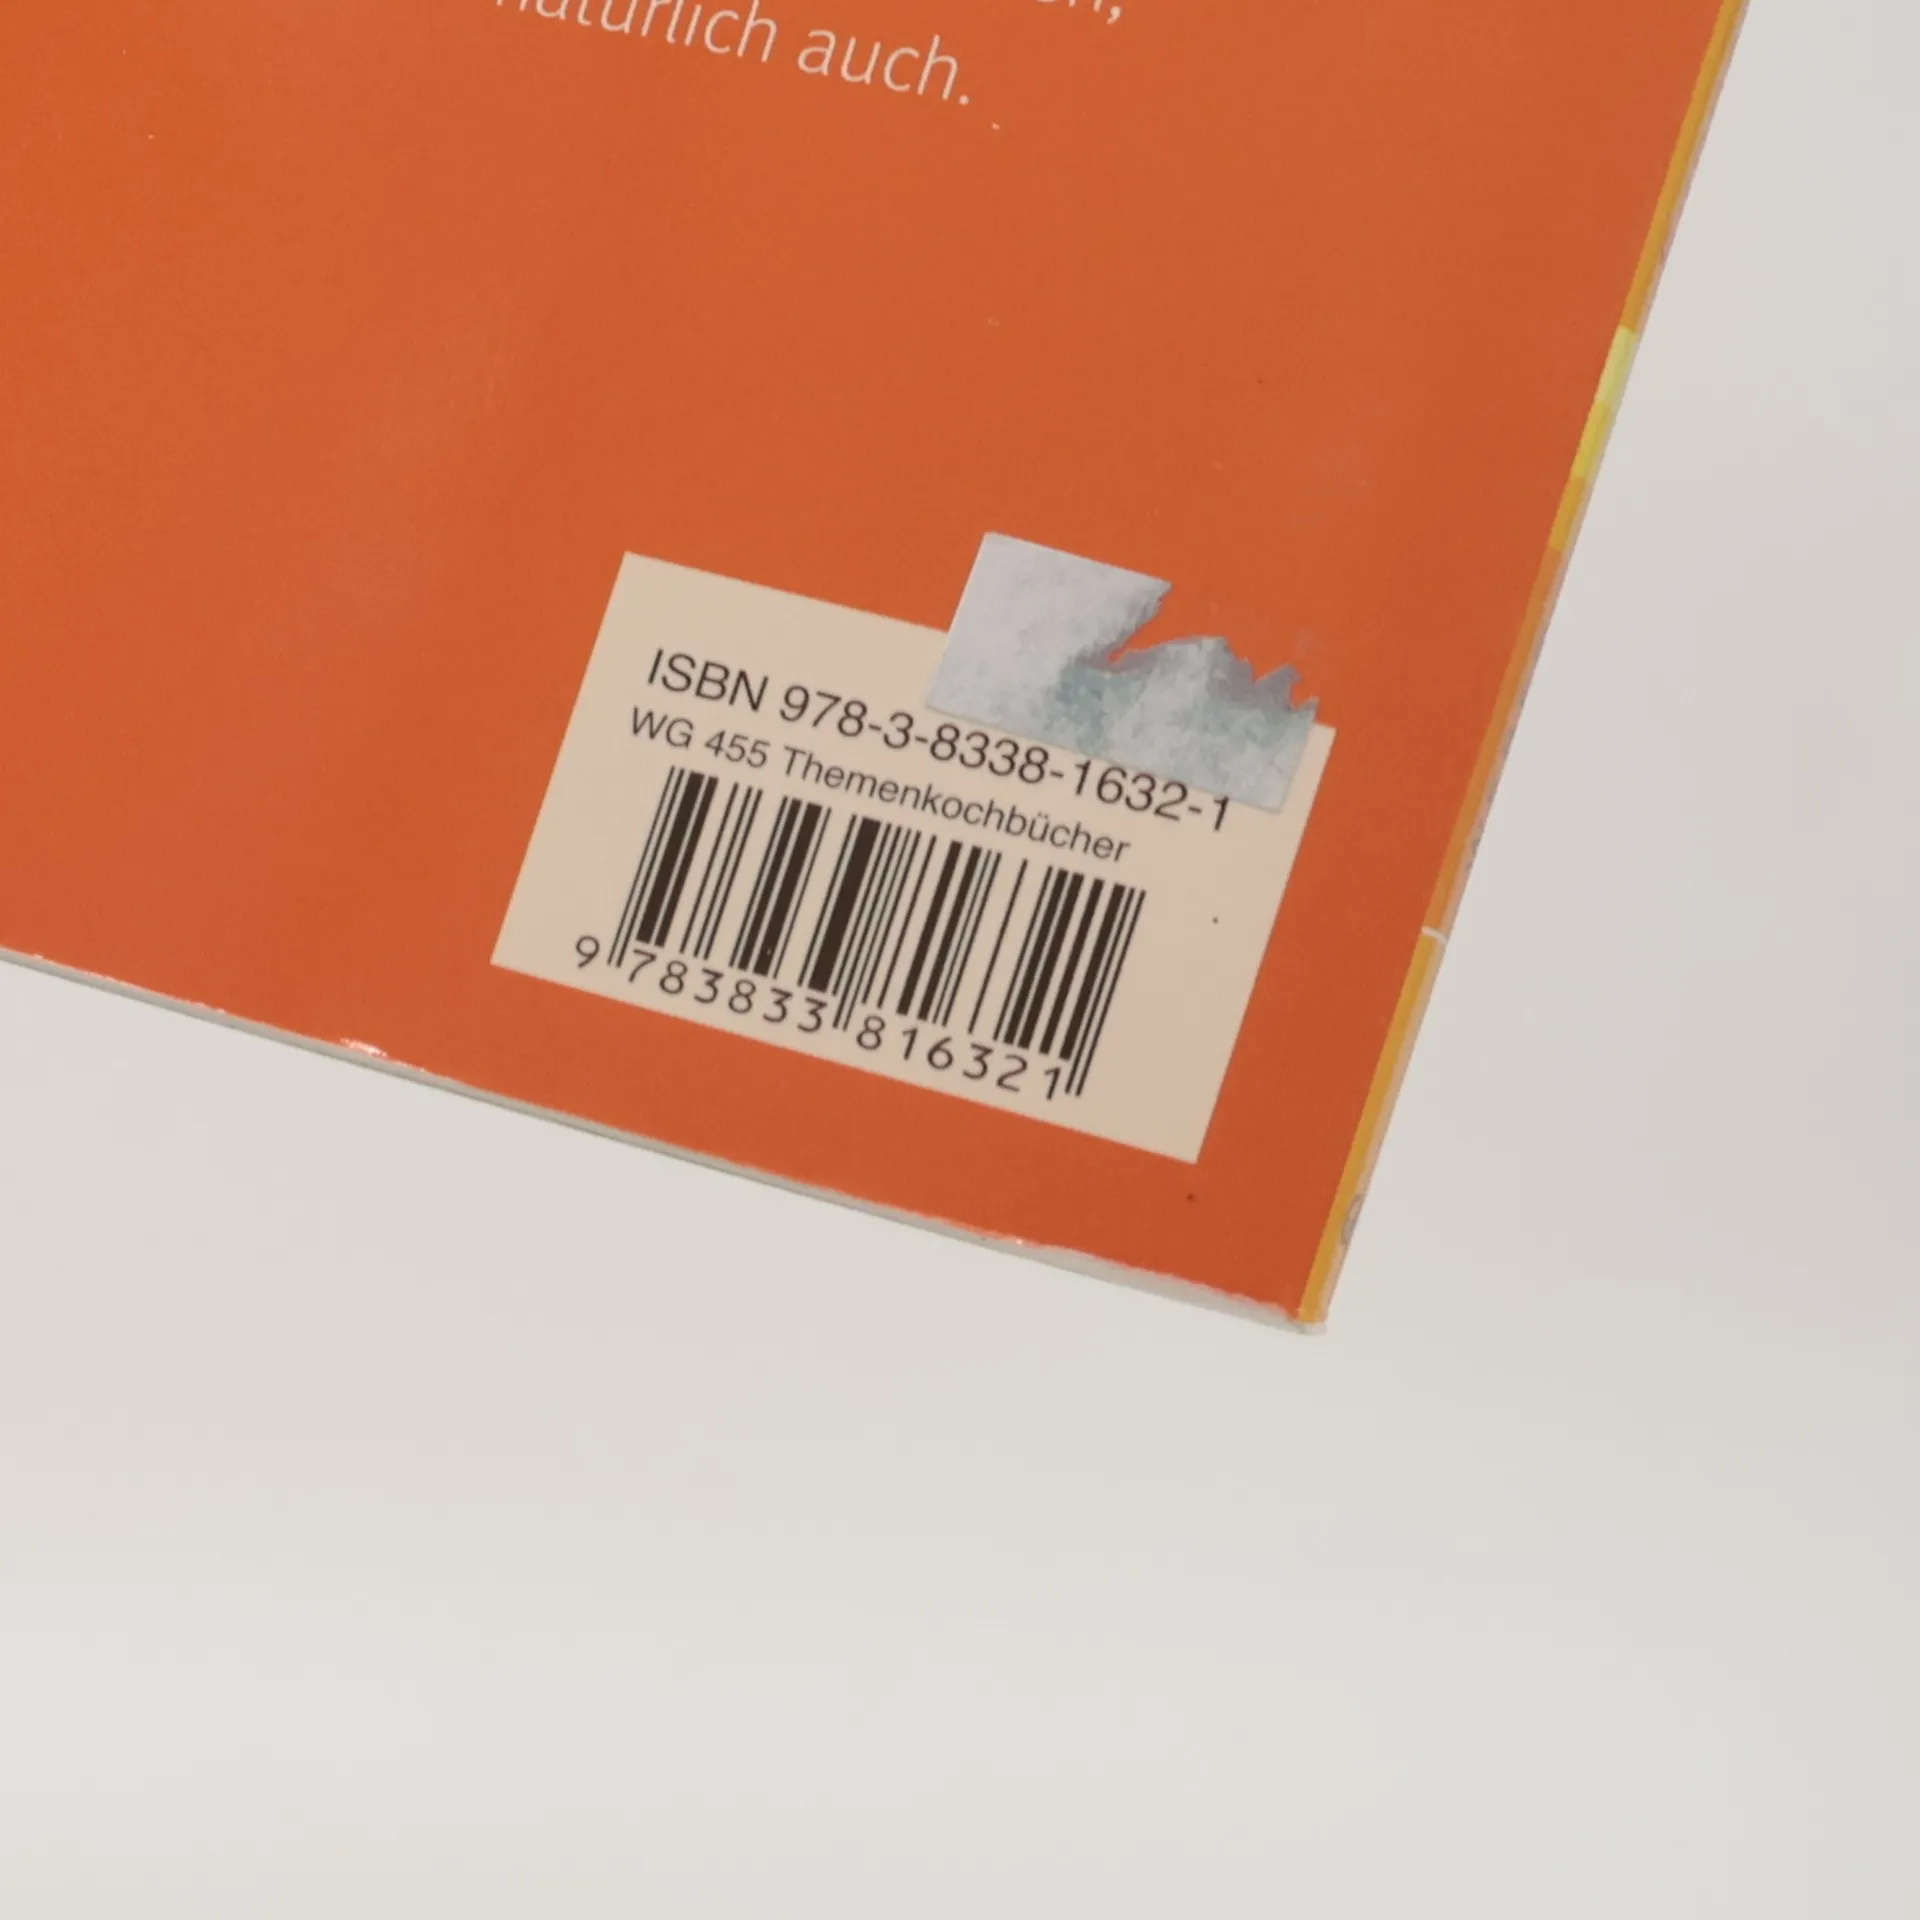 natürlich auch.
ISBN 978-3-8338-1632-1
WG 455 Themenkochbücher
9 783833 816321